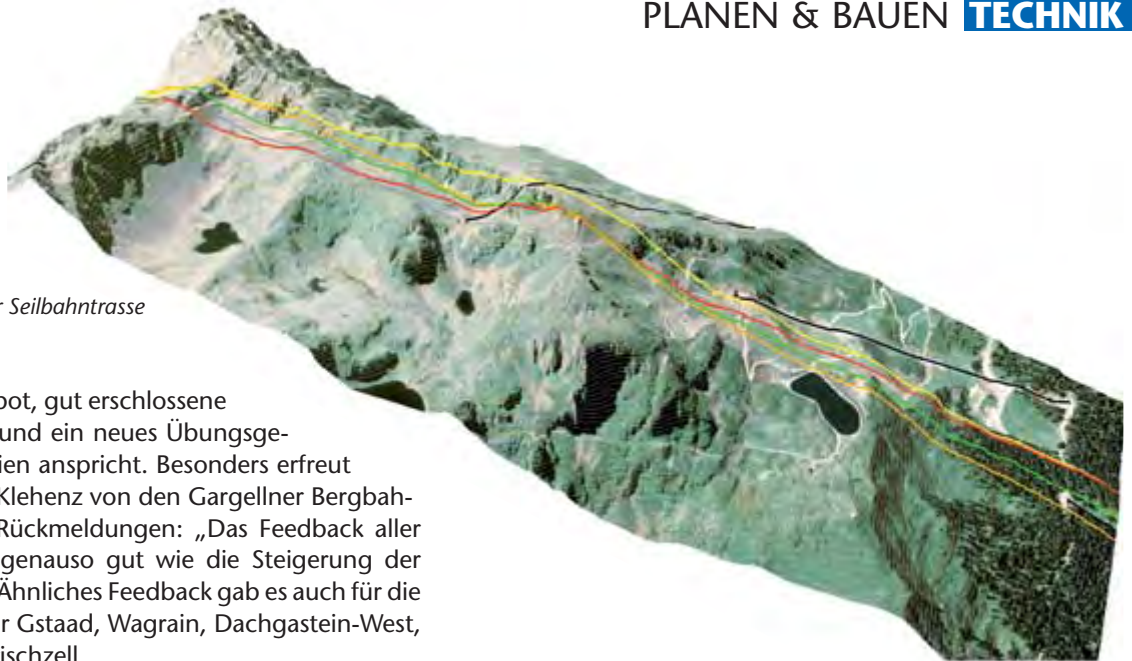 PLANEN & BAUEN TECHNIK
Seilbahntrasse
gut erschlossene
und ein neues Übungsge-
anspricht. Besonders erfreut
Klehenz von den Gargellner Bergbah-
Rückmeldungen: „Das Feedback aller
genauso gut wie die Steigerung der
Ähnliches Feedback gab es auch für die
Gstaad, Wagrain, Dachgastein-West,